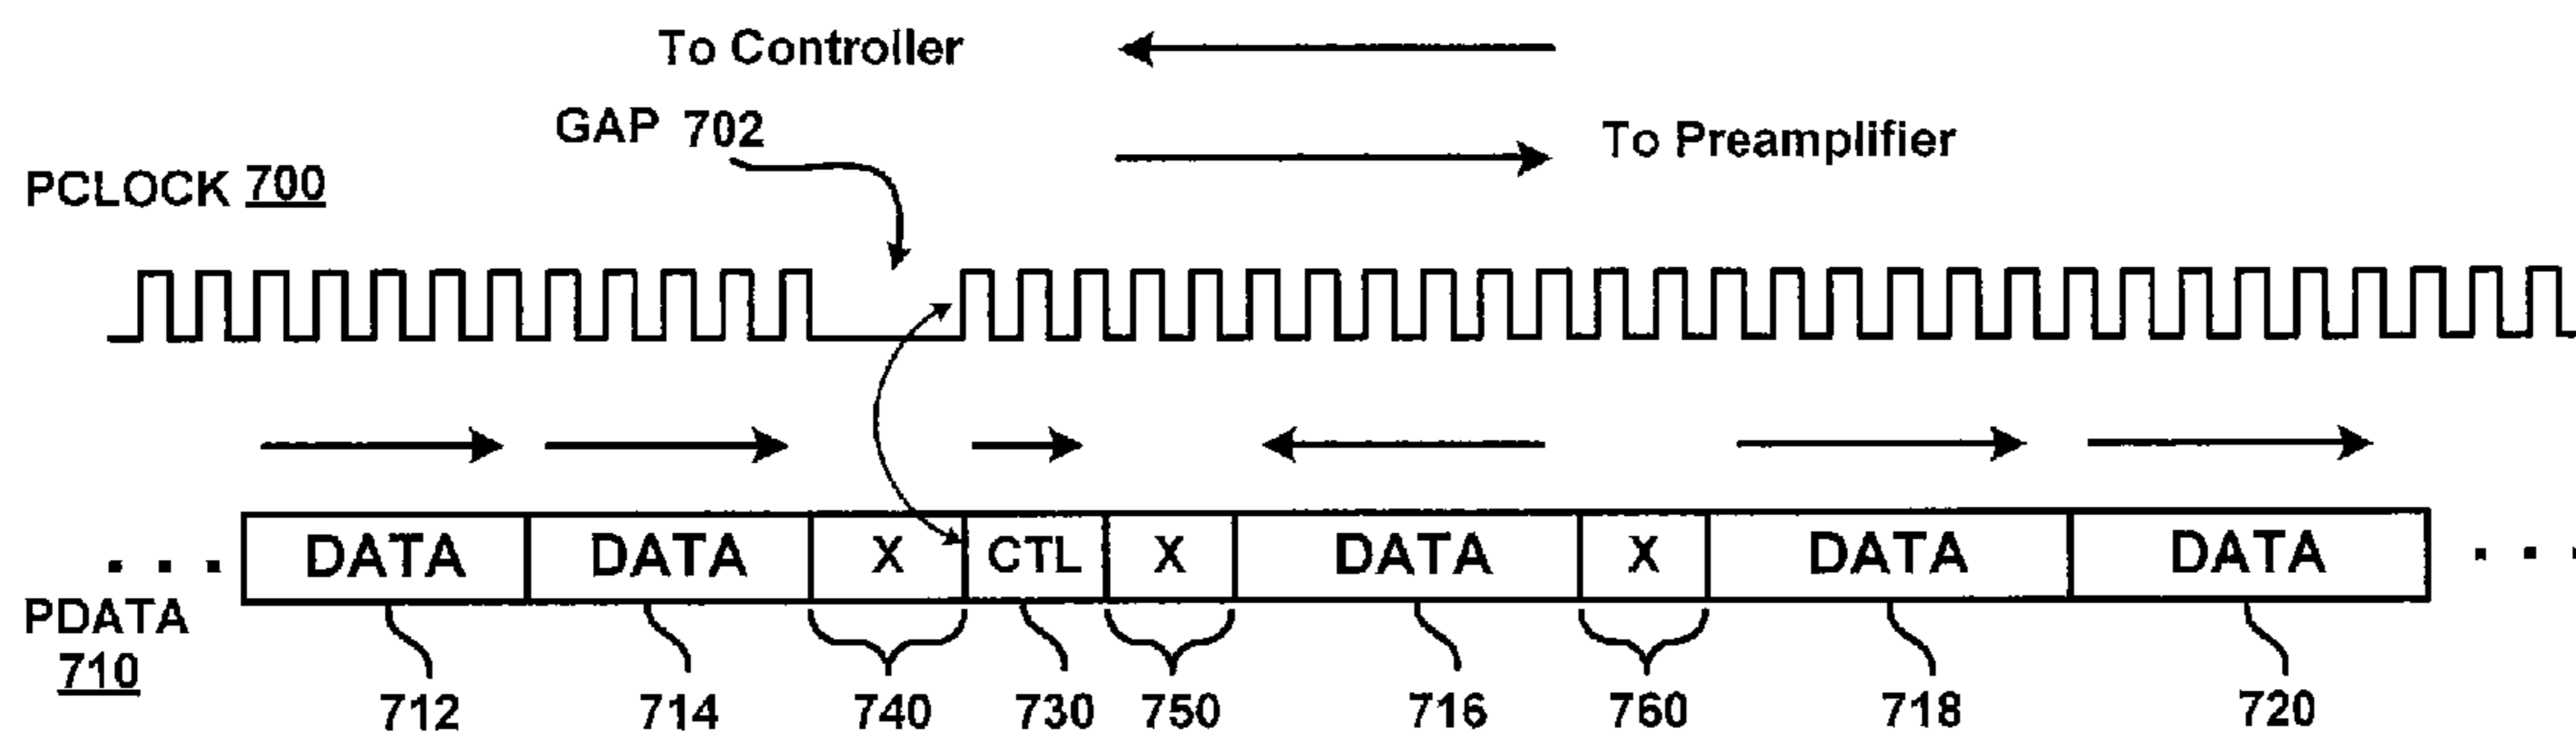 To Controller
GAP 702
To Preamplifier
PCLOCK 700
. . . DATA DATA X CTL X DATA X DATA DATA . . .
PDATA
710
712 714 740 730 750 716 760 718 720